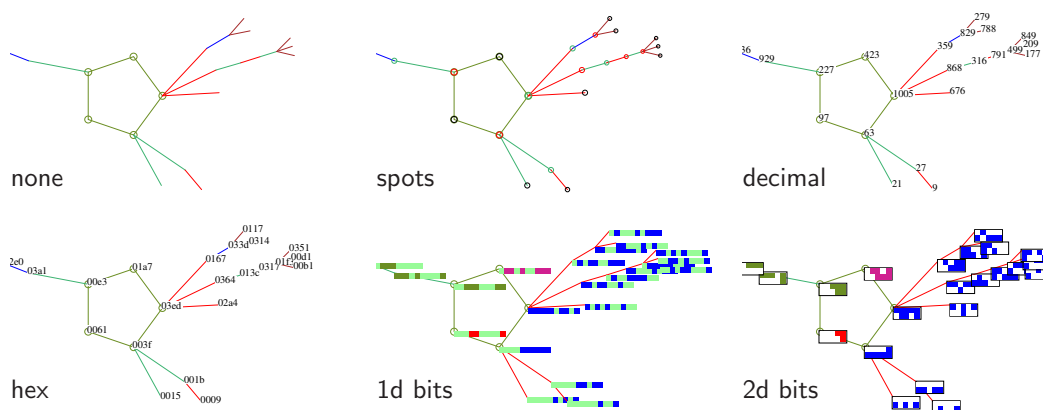 none
spots
279
829 788
359
849
209
499
177
791
316
868
36
929
423
227
1005
676
97
63
27
21
9
decimal
0117
0314
033d
0167
0351
00d1
00b1
0317
013c
0364
2e0
03a1
01a7
00e3
03ed
02a4
0061
003f
001b
0015
0009
hex
1d bits
2d bits